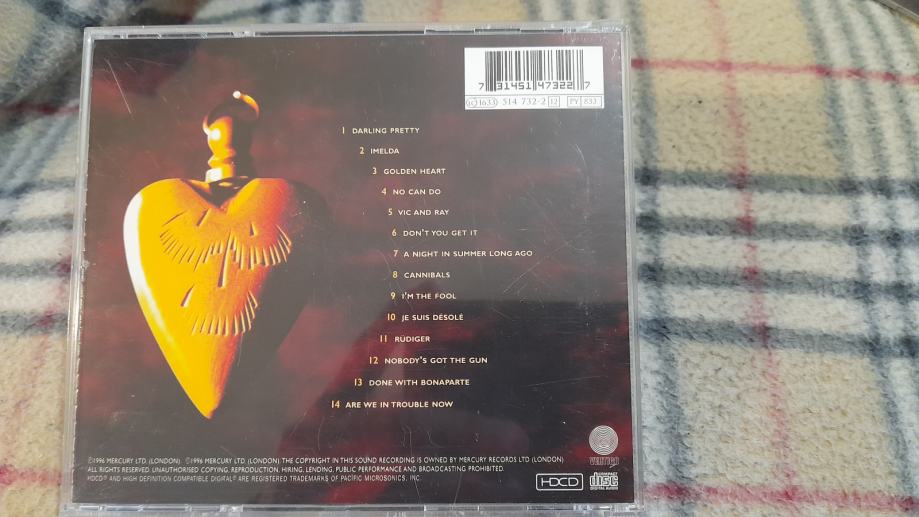 7 31451 47322 7
LC 1633 514 732-2 12 PY 833
1 DARLING PRETTY
2 IMELDA
3 GOLDEN HEART
4 NO CAN DO
5 VIC AND RAY
6 DON'T YOU GET IT
7 A NIGHT IN SUMMER LONG AGO
8 CANNIBALS
9 I'M THE FOOL
10 JE SUIS DÉSOLÉ
11 RÜDIGER
12 NOBODY'S GOT THE GUN
13 DONE WITH BONAPARTE
14 ARE WE IN TROUBLE NOW
VERTIGO
℗1996 MERCURY LTD (LONDON) ©1996 MERCURY LTD (LONDON) THE COPYRIGHT IN THIS SOUND RECORDING IS OWNED BY MERCURY RECORDS LTD (LONDON)
ALL RIGHTS RESERVED. UNAUTHORISED COPYING, REPRODUCTION, HIRING, LENDING, PUBLIC PERFORMANCE AND BROADCASTING PROHIBITED.
HDCD® AND HIGH DEFINITION COMPATIBLE DIGITAL® ARE REGISTERED TRADEMARKS OF PACIFIC MICROSONICS, INC.
HDCD
COMPACT
disc
DIGITAL AUDIO